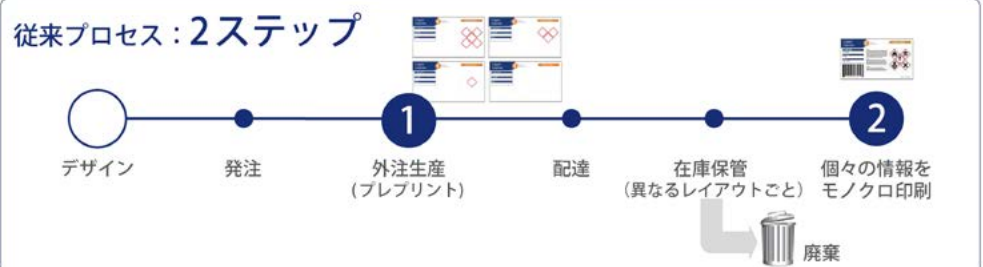 従来プロセス：2ステップ
1
2
デザイン
発注
外注生産
(プレプリント)
配達
在庫保管
（異なるレイアウトごと）
個々の情報を
モノクロ印刷
廃棄